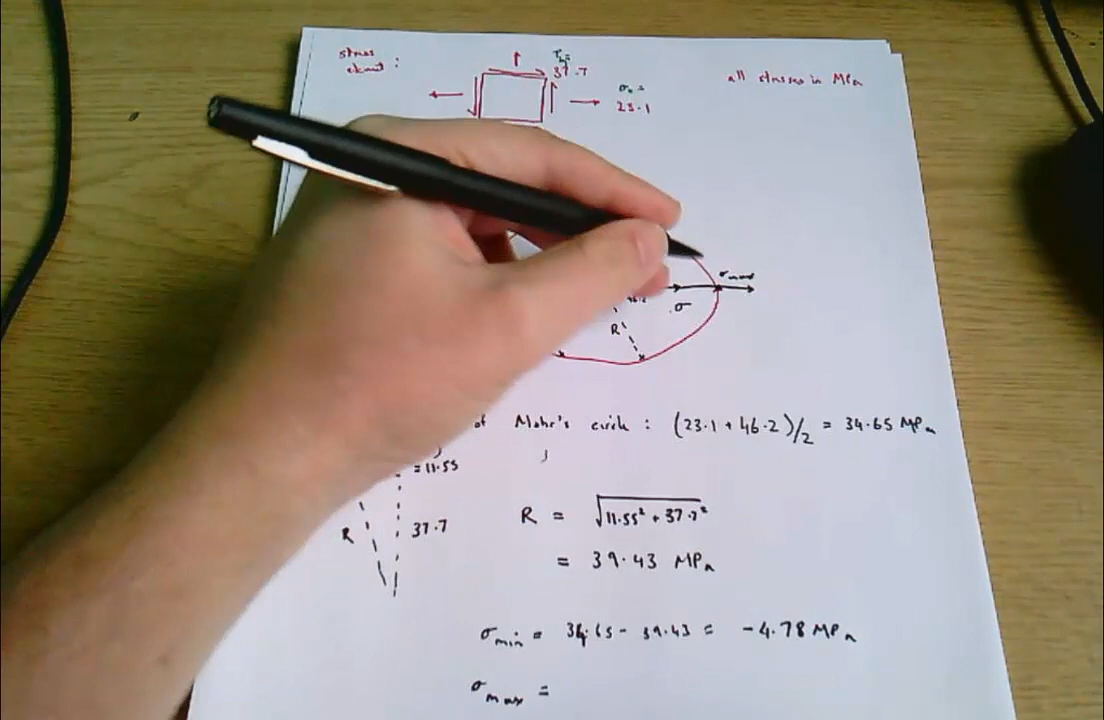 stress
element :
τxy =
37.7
σx =
23.1
all stresses in MPa
σmax
46.2
σ
R
of Mohr's circle : (23.1 + 46.2)/2 = 34.65 MPa
= 11.55
R
37.7
R = √11.55² + 37.7²
= 39.43 MPa
σmin = 34.65 - 39.43 = -4.78 MPa
σmax =